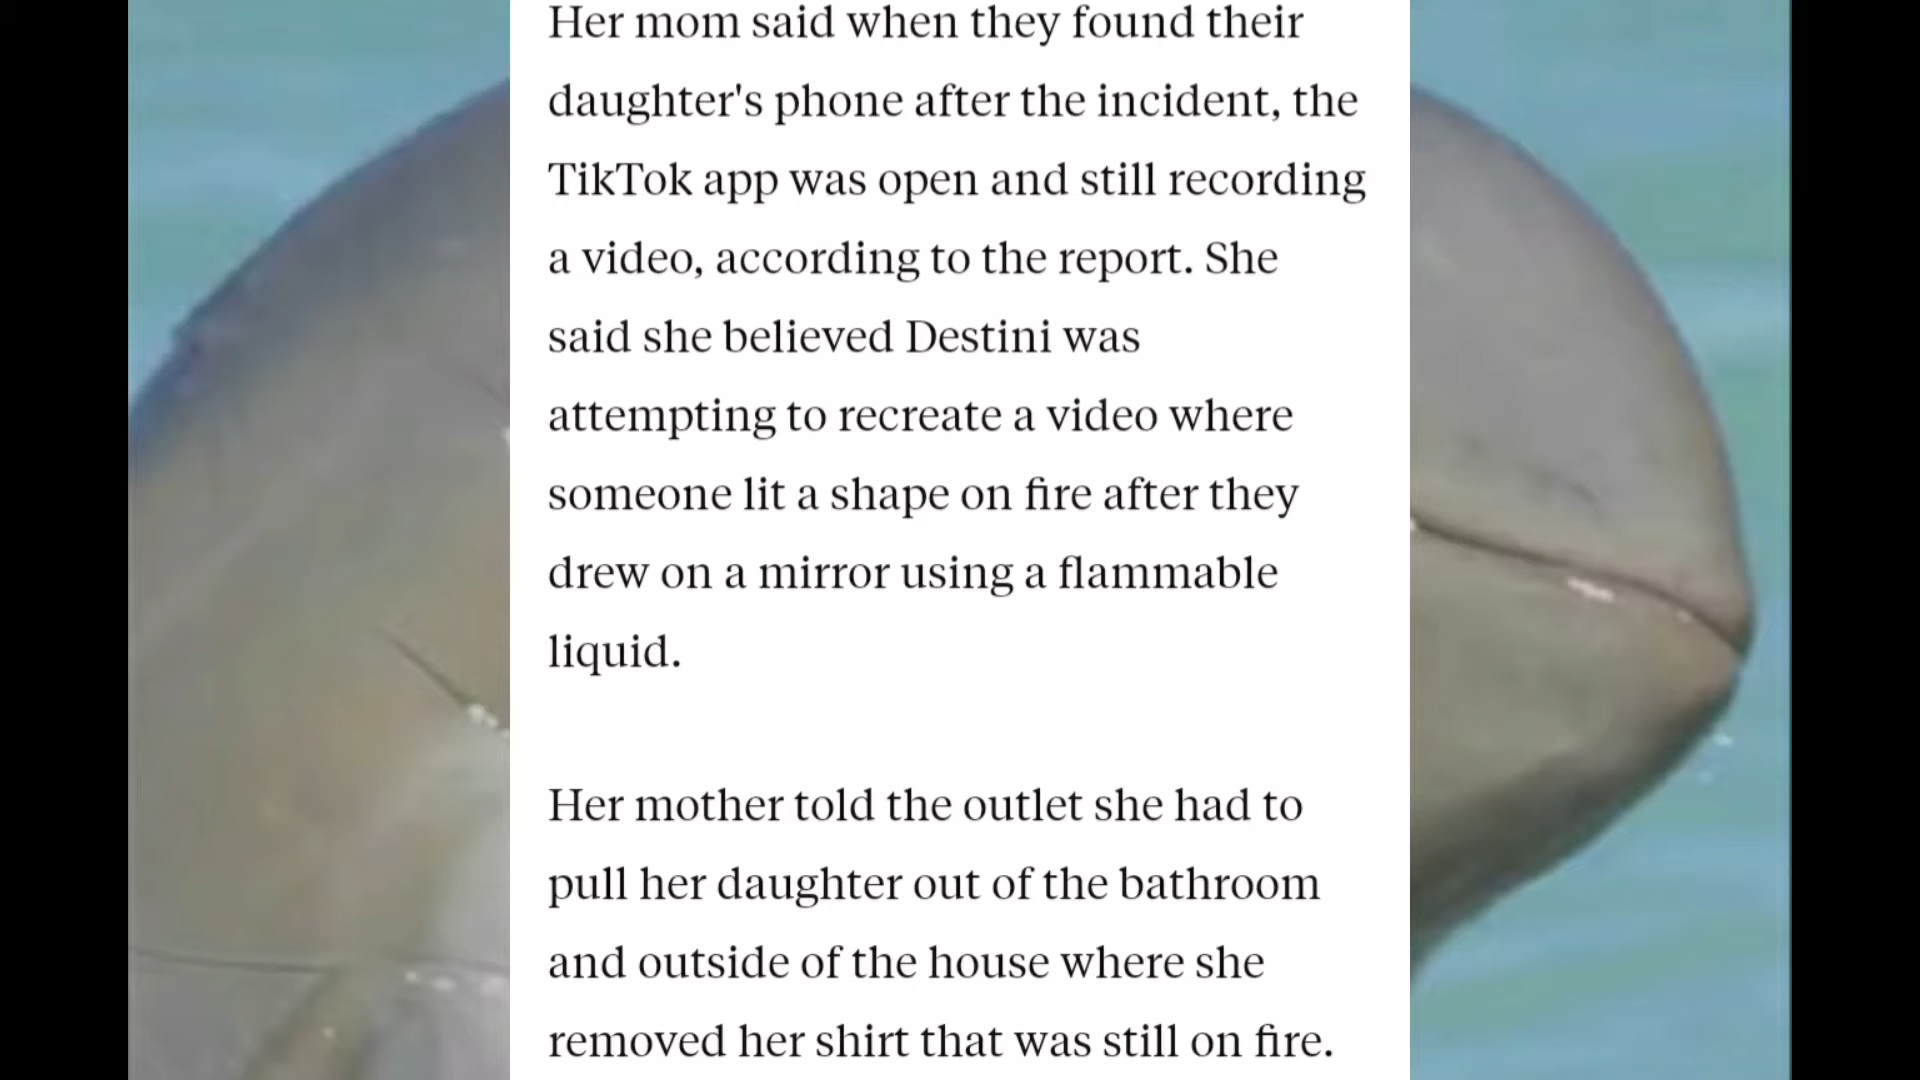 Her mom said when they found their
daughter's phone after the incident, the
TikTok app was open and still recording
a video, according to the report. She
said she believed Destini was
attempting to recreate a video where
someone lit a shape on fire after they
drew on a mirror using a flammable
liquid.
Her mother told the outlet she had to
pull her daughter out of the bathroom
and outside of the house where she
removed her shirt that was still on fire.